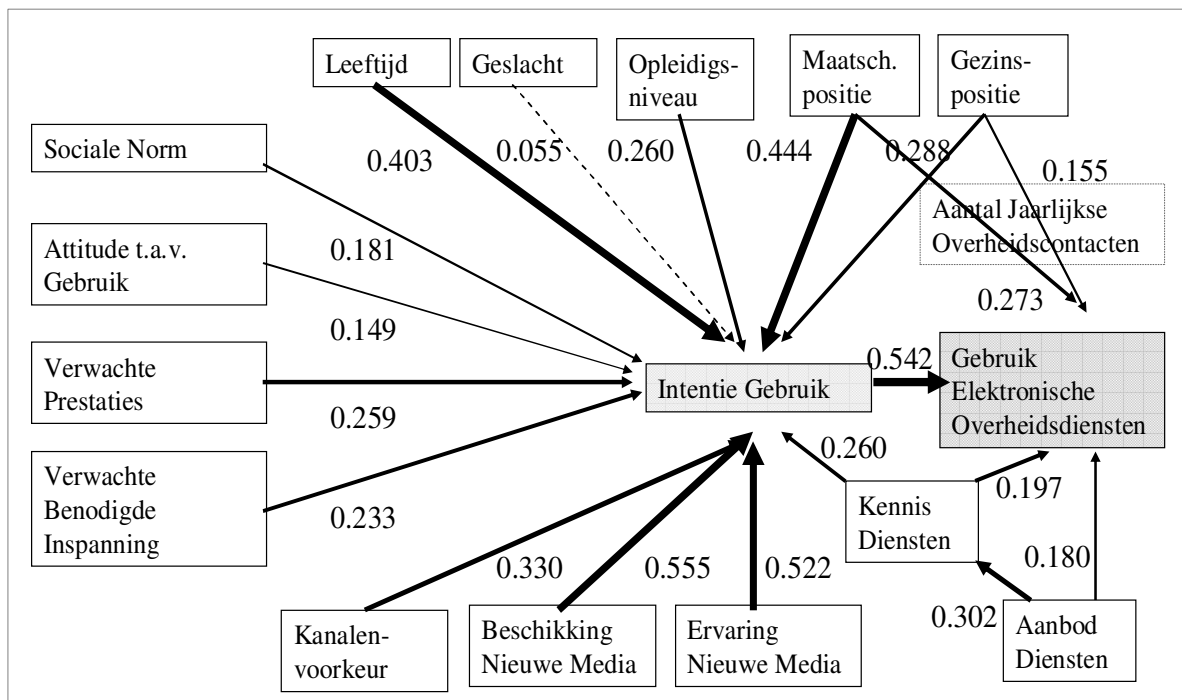 Leeftijd
Geslacht
Opleidigs-
niveau
Maatsch.
positie
Gezins-
positie
Sociale Norm
0.403
0.055
0.260
0.444
0.288
0.155
Aantal Jaarlijkse
Overheidscontacten
Attitude t.a.v.
Gebruik
0.181
0.273
0.149
Verwachte
Prestaties
0.259
Intentie Gebruik
0.542
Gebruik
Elektronische
Overheidsdiensten
Verwachte
Benodigde
Inspanning
0.233
0.260
0.197
Kennis
Diensten
0.330
0.555
0.522
0.180
0.302
Kanalen-
voorkeur
Beschikking
Nieuwe Media
Ervaring
Nieuwe Media
Aanbod
Diensten